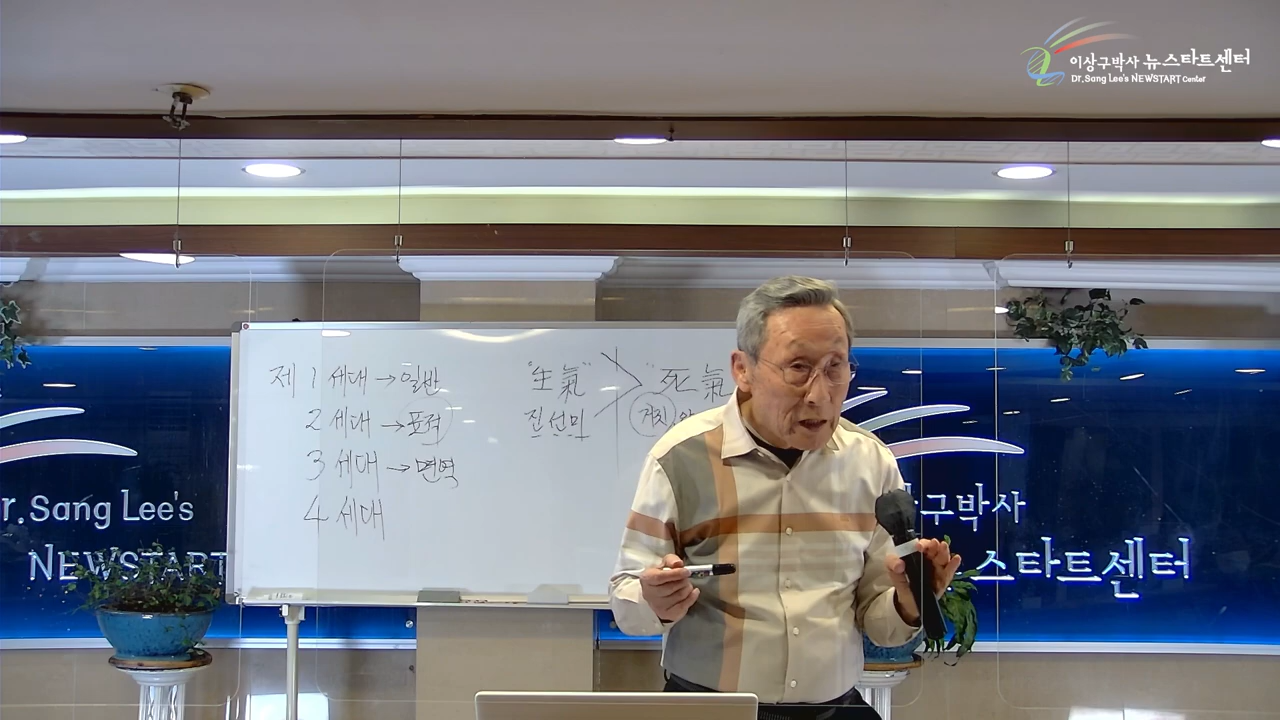 이상구박사 뉴스타트센터
Dr. Sang Lee's NEWSTART Center
제 1 세대 → 일반
2 세대 → 표적
3 세대 → 면역
4 세대
"生氣" > "死氣
진선미 거짓
r. Sang Lee's
NEWSTART
구박사
스타트센터